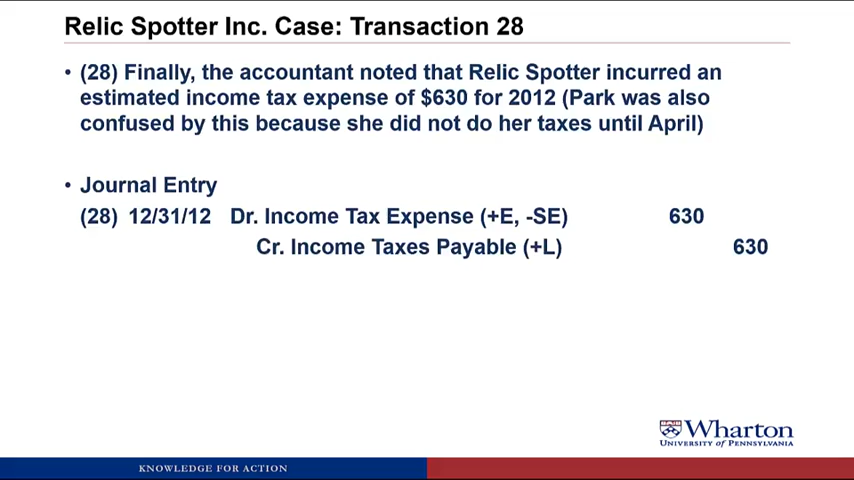 Relic Spotter Inc. Case: Transaction 28
• (28) Finally, the accountant noted that Relic Spotter incurred an
estimated income tax expense of $630 for 2012 (Park was also
confused by this because she did not do her taxes until April)
• Journal Entry
(28) 12/31/12 Dr. Income Tax Expense (+E, -SE) 630
Cr. Income Taxes Payable (+L) 630
Wharton
UNIVERSITY OF PENNSYLVANIA
KNOWLEDGE FOR ACTION